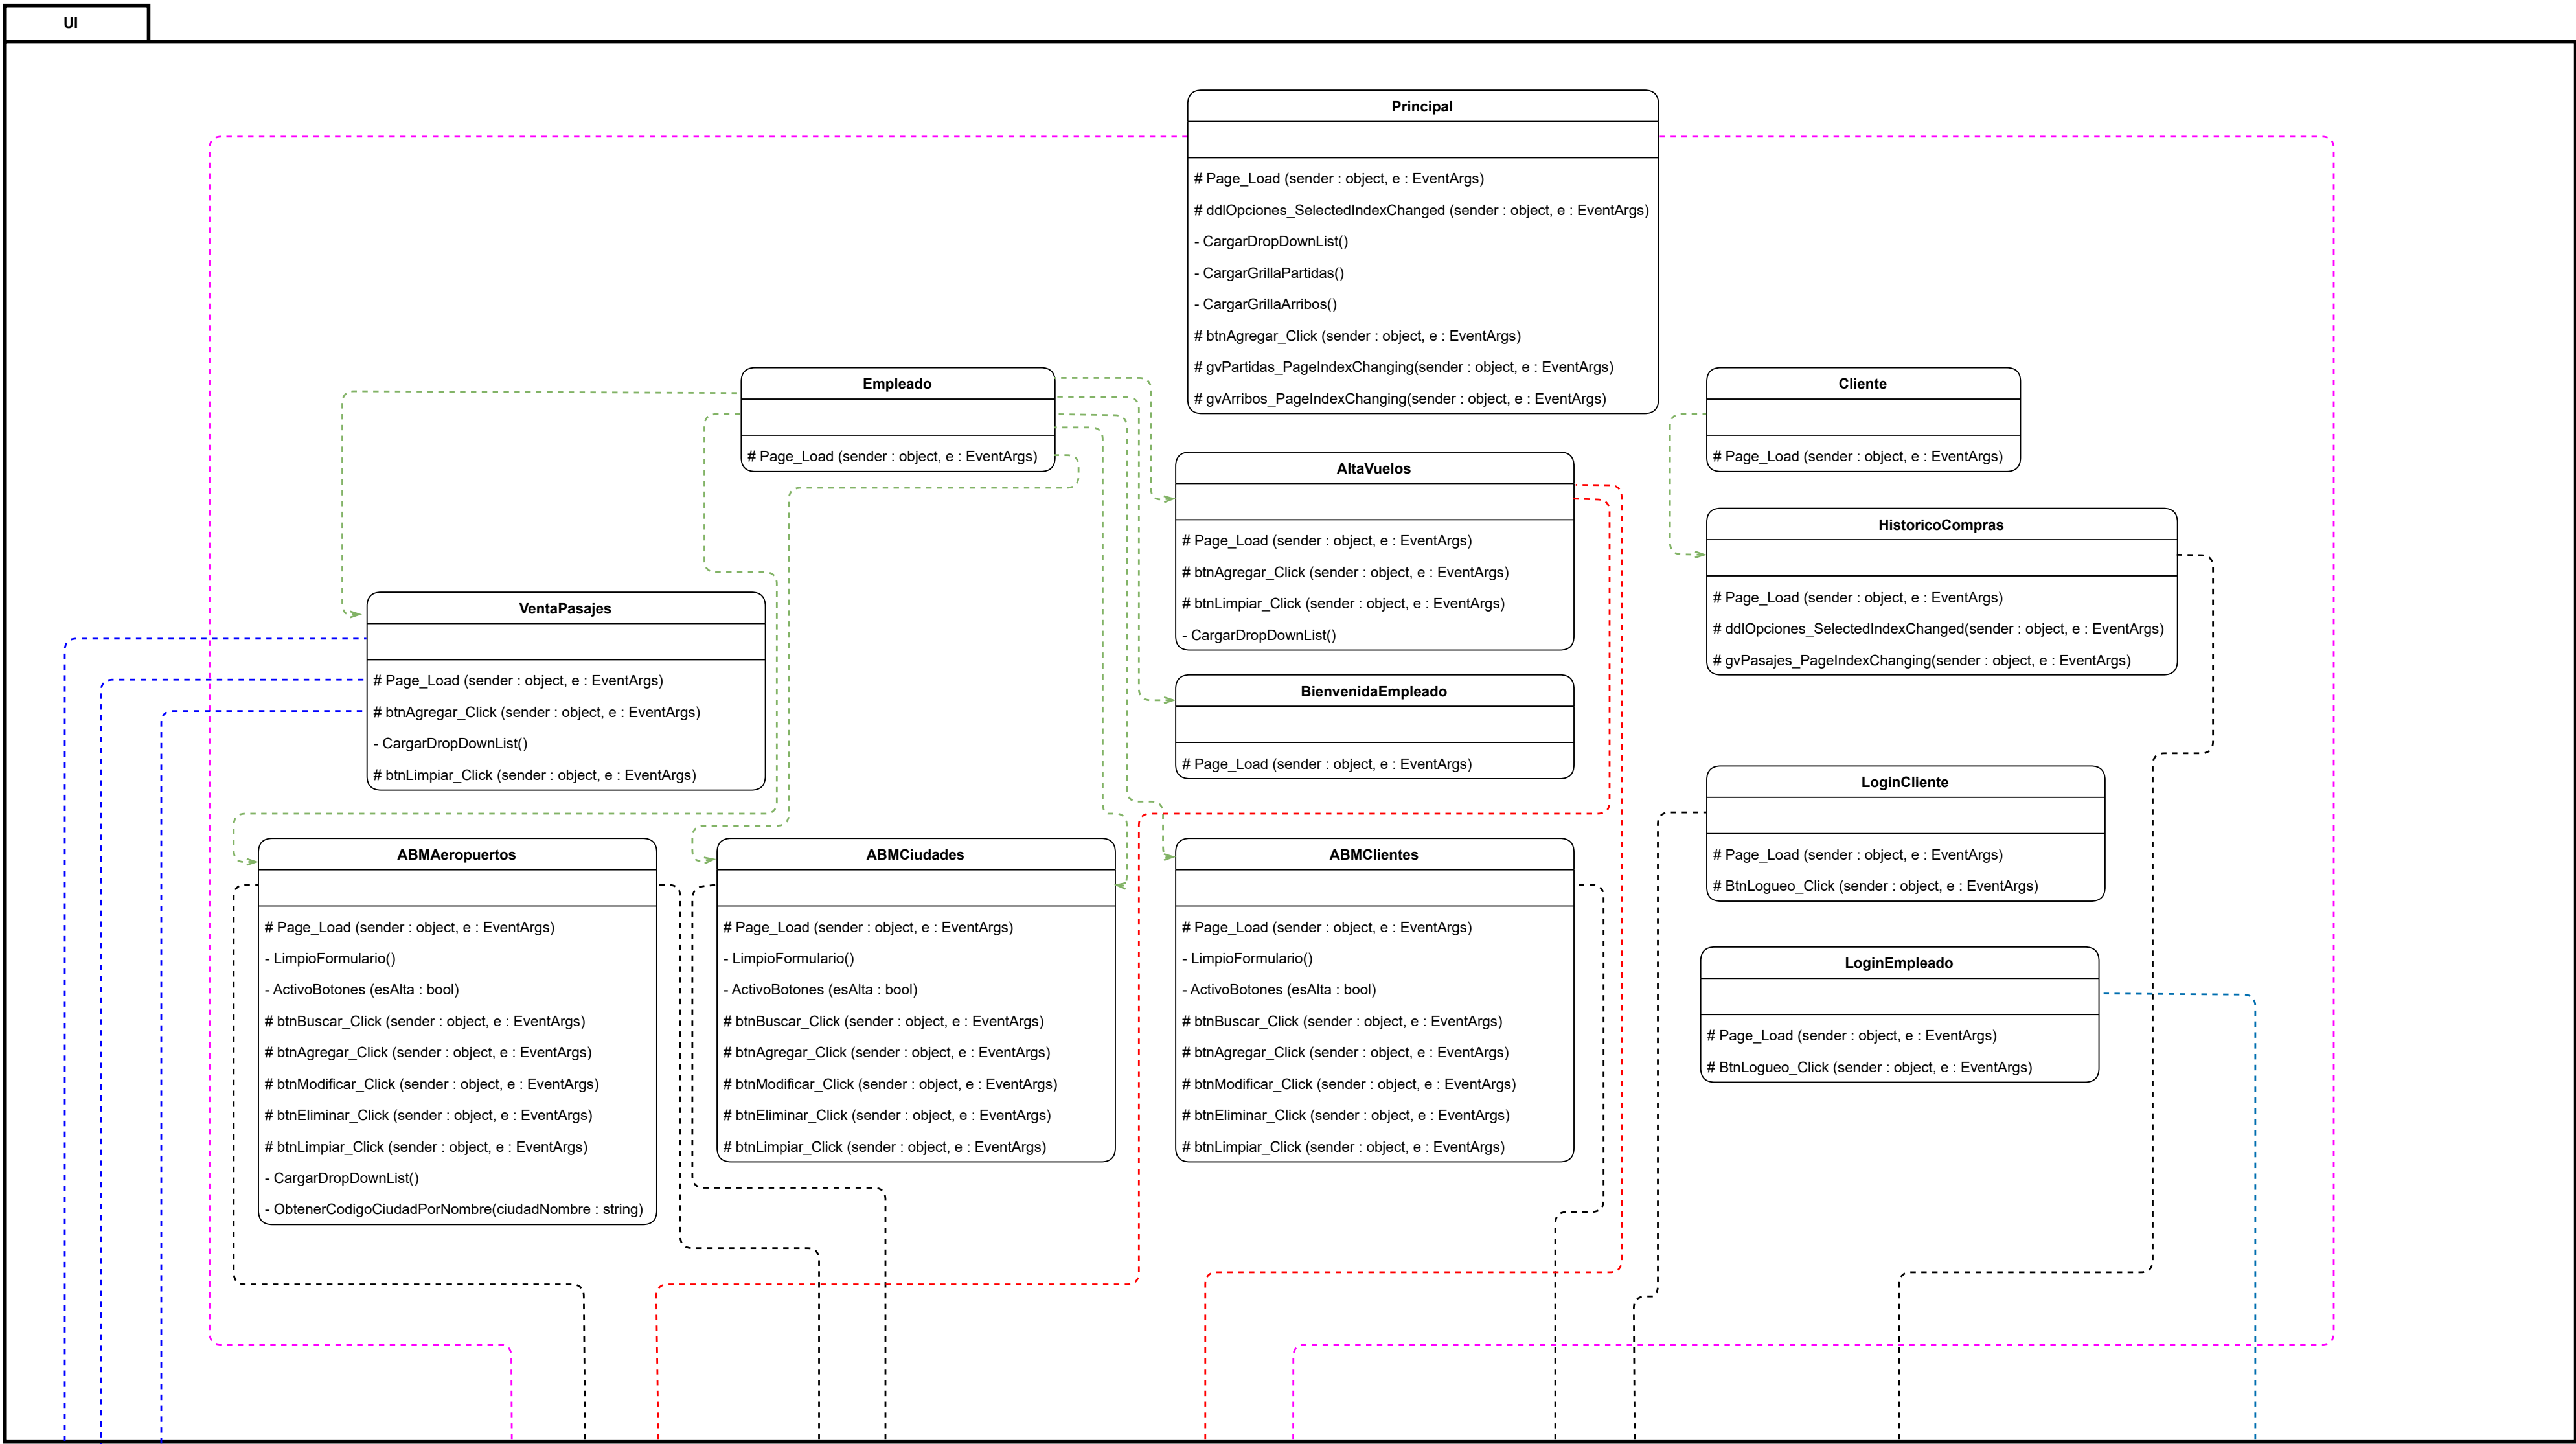 UI
Principal
# Page_Load (sender : object, e : EventArgs)
# ddlOpciones_SelectedIndexChanged (sender : object, e : EventArgs)
- CargarDropDownList()
- CargarGrillaPartidas()
- CargarGrillaArribos()
# btnAgregar_Click (sender : object, e : EventArgs)
# gvPartidas_PageIndexChanging(sender : object, e : EventArgs)
# gvArribos_PageIndexChanging(sender : object, e : EventArgs)
Empleado
# Page_Load (sender : object, e : EventArgs)
Cliente
# Page_Load (sender : object, e : EventArgs)
AltaVuelos
# Page_Load (sender : object, e : EventArgs)
# btnAgregar_Click (sender : object, e : EventArgs)
# btnLimpiar_Click (sender : object, e : EventArgs)
- CargarDropDownList()
HistoricoCompras
# Page_Load (sender : object, e : EventArgs)
# ddlOpciones_SelectedIndexChanged(sender : object, e : EventArgs)
# gvPasajes_PageIndexChanging(sender : object, e : EventArgs)
VentaPasajes
# Page_Load (sender : object, e : EventArgs)
# btnAgregar_Click (sender : object, e : EventArgs)
- CargarDropDownList()
# btnLimpiar_Click (sender : object, e : EventArgs)
BienvenidaEmpleado
# Page_Load (sender : object, e : EventArgs)
LoginCliente
# Page_Load (sender : object, e : EventArgs)
# BtnLogueo_Click (sender : object, e : EventArgs)
ABMAeropuertos
# Page_Load (sender : object, e : EventArgs)
- LimpioFormulario()
- ActivoBotones (esAlta : bool)
# btnBuscar_Click (sender : object, e : EventArgs)
# btnAgregar_Click (sender : object, e : EventArgs)
# btnModificar_Click (sender : object, e : EventArgs)
# btnEliminar_Click (sender : object, e : EventArgs)
# btnLimpiar_Click (sender : object, e : EventArgs)
- CargarDropDownList()
- ObtenerCodigoCiudadPorNombre(ciudadNombre : string)
ABMCiudades
# Page_Load (sender : object, e : EventArgs)
- LimpioFormulario()
- ActivoBotones (esAlta : bool)
# btnBuscar_Click (sender : object, e : EventArgs)
# btnAgregar_Click (sender : object, e : EventArgs)
# btnModificar_Click (sender : object, e : EventArgs)
# btnEliminar_Click (sender : object, e : EventArgs)
# btnLimpiar_Click (sender : object, e : EventArgs)
ABMClientes
# Page_Load (sender : object, e : EventArgs)
- LimpioFormulario()
- ActivoBotones (esAlta : bool)
# btnBuscar_Click (sender : object, e : EventArgs)
# btnAgregar_Click (sender : object, e : EventArgs)
# btnModificar_Click (sender : object, e : EventArgs)
# btnEliminar_Click (sender : object, e : EventArgs)
# btnLimpiar_Click (sender : object, e : EventArgs)
LoginEmpleado
# Page_Load (sender : object, e : EventArgs)
# BtnLogueo_Click (sender : object, e : EventArgs)